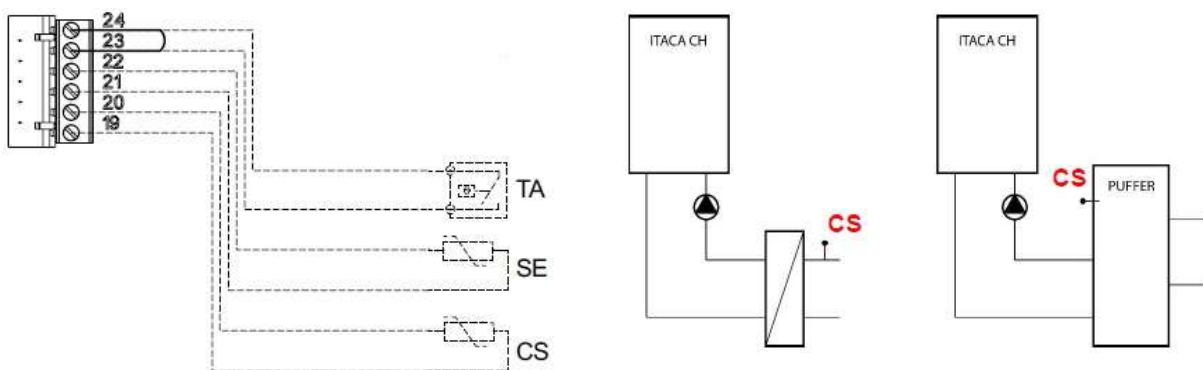 24
23
22
21
20
19
TA
SE
CS
ITACA CH
CS
ITACA CH
CS
PUFFER